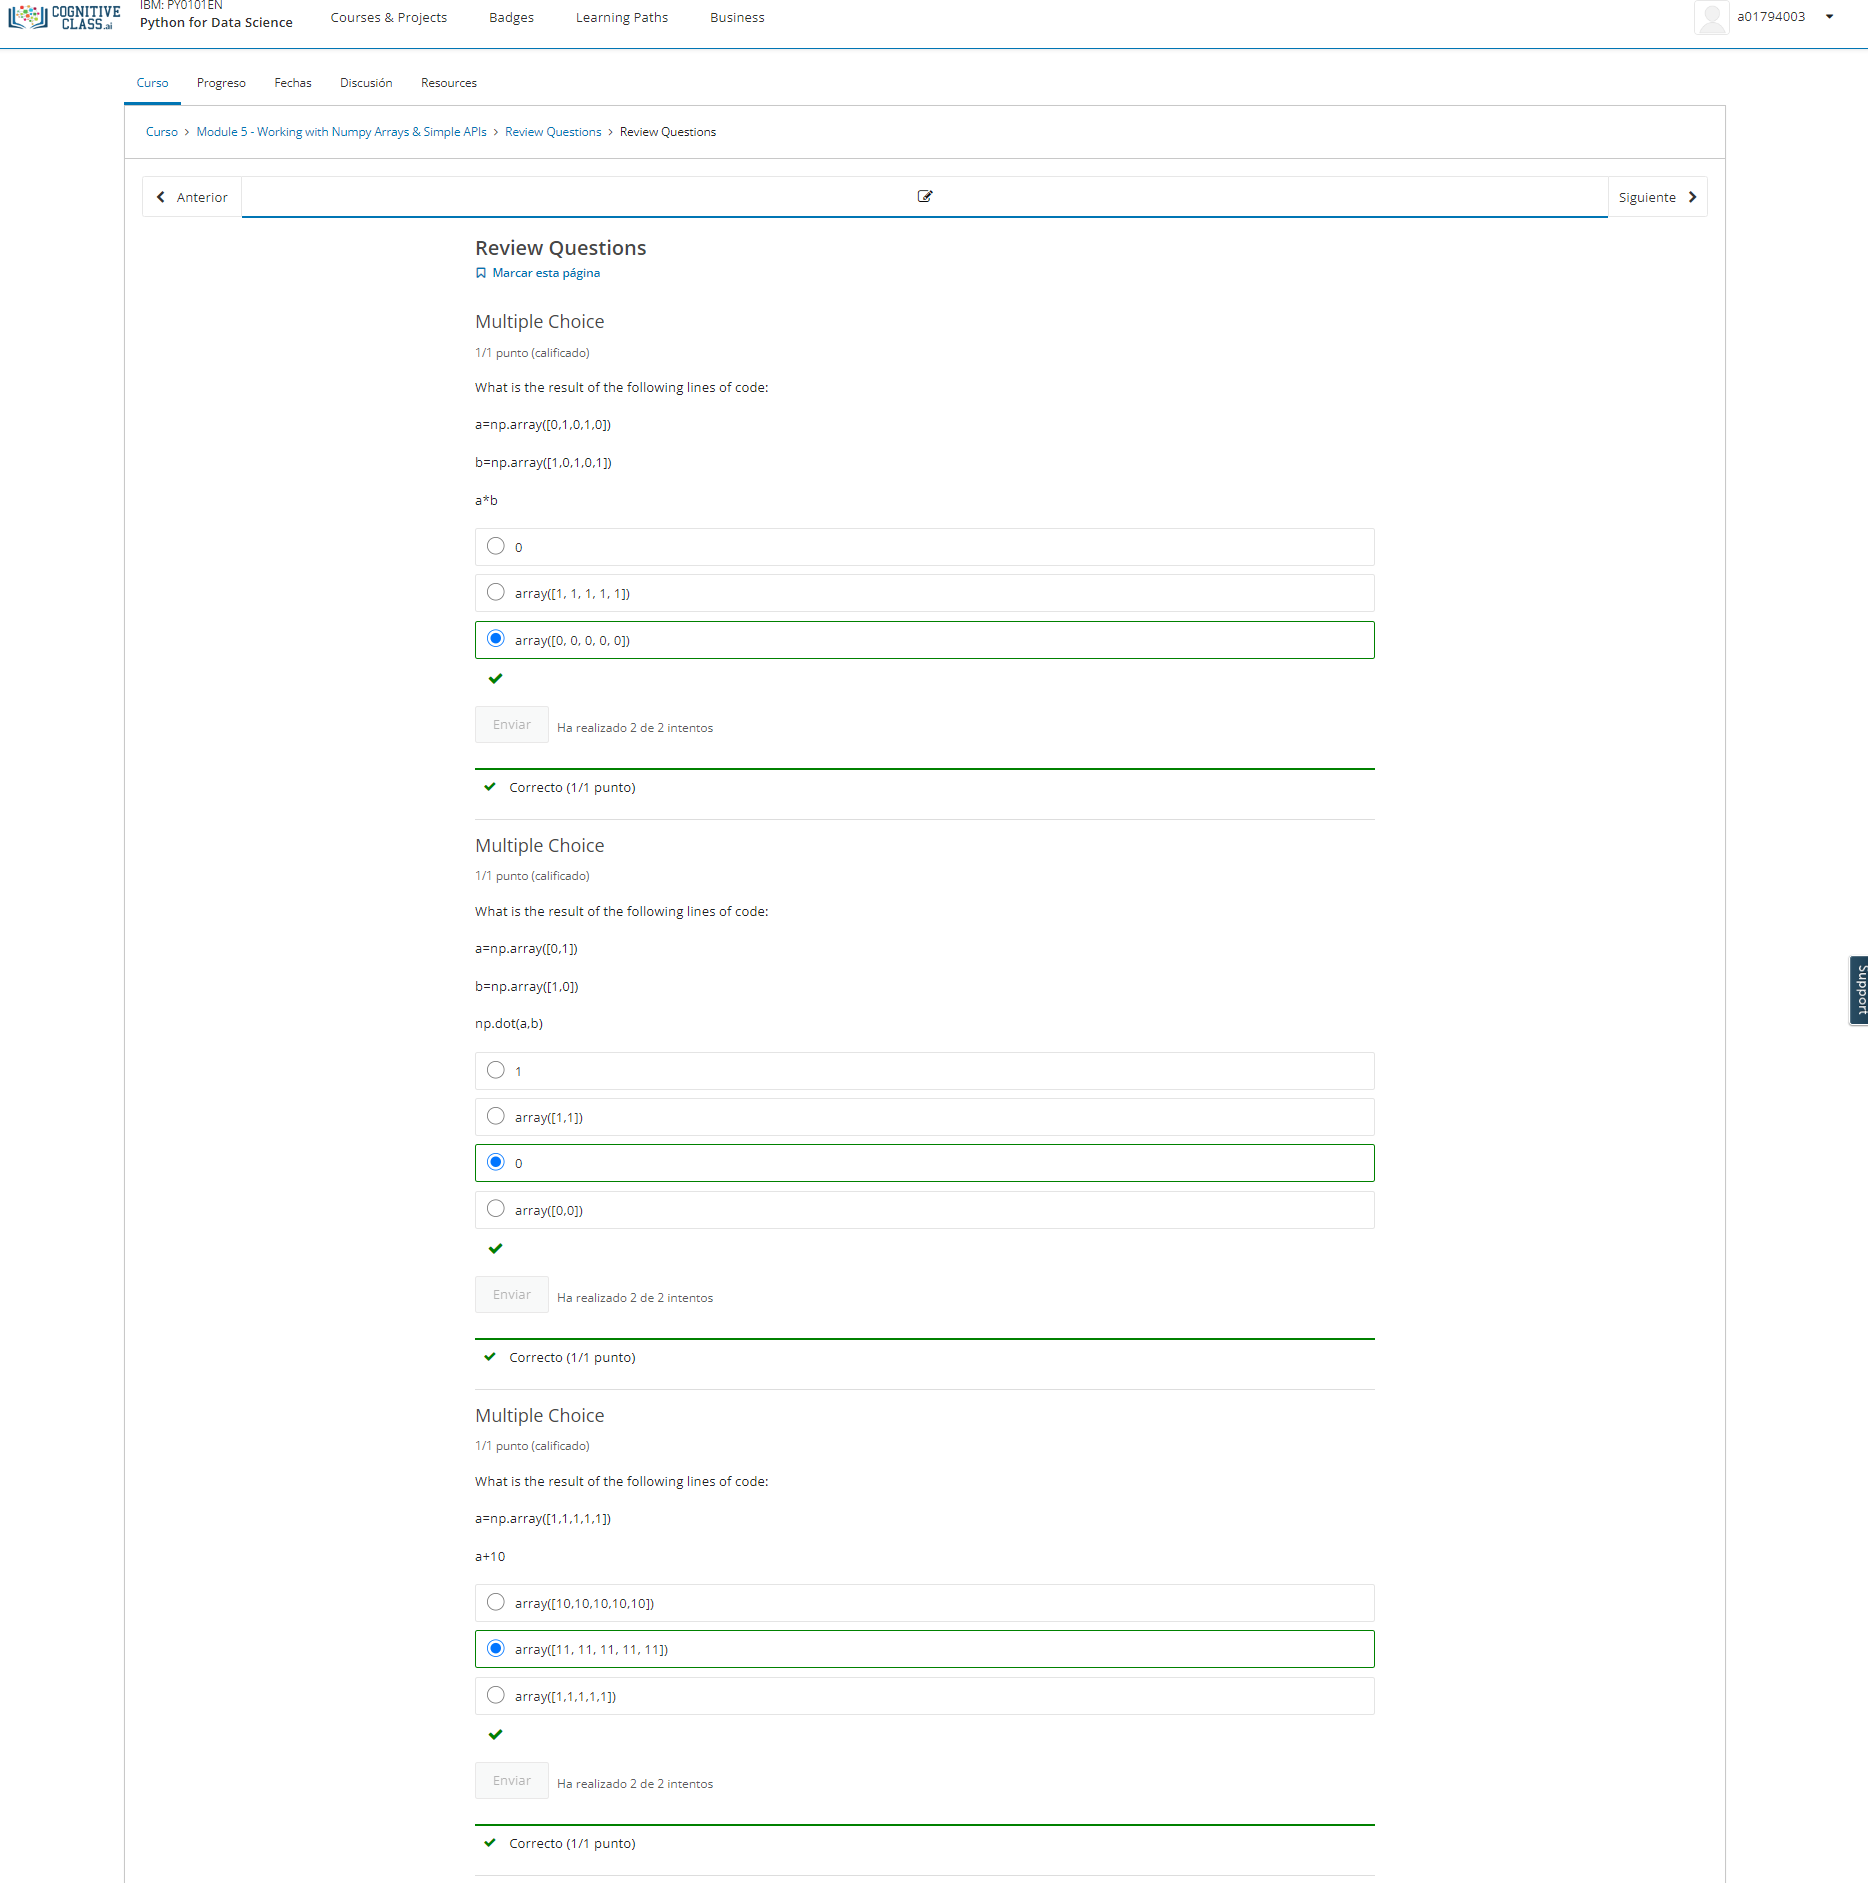 COGNITIVE
CLASS.ai
IBM: PY0101EN
Python for Data Science
Courses & Projects
Badges
Learning Paths
Business
a01794003
Curso
Progreso
Fechas
Discusión
Resources
Curso > Module 5 - Working with Numpy Arrays & Simple APIs > Review Questions > Review Questions
Anterior
Siguiente
Review Questions
Marcar esta página
Multiple Choice
1/1 punto (calificado)
What is the result of the following lines of code:
a=np.array([0,1,0,1,0])
b=np.array([1,0,1,0,1])
a*b
0
array([1, 1, 1, 1, 1])
array([0, 0, 0, 0, 0])
Enviar
Ha realizado 2 de 2 intentos
Correcto (1/1 punto)
Multiple Choice
1/1 punto (calificado)
What is the result of the following lines of code:
a=np.array([0,1])
b=np.array([1,0])
np.dot(a,b)
1
array([1,1])
0
array([0,0])
Enviar
Ha realizado 2 de 2 intentos
Correcto (1/1 punto)
Multiple Choice
1/1 punto (calificado)
What is the result of the following lines of code:
a=np.array([1,1,1,1,1])
a+10
array([10,10,10,10,10])
array([11, 11, 11, 11, 11])
array([1,1,1,1,1])
Enviar
Ha realizado 2 de 2 intentos
Correcto (1/1 punto)
Support